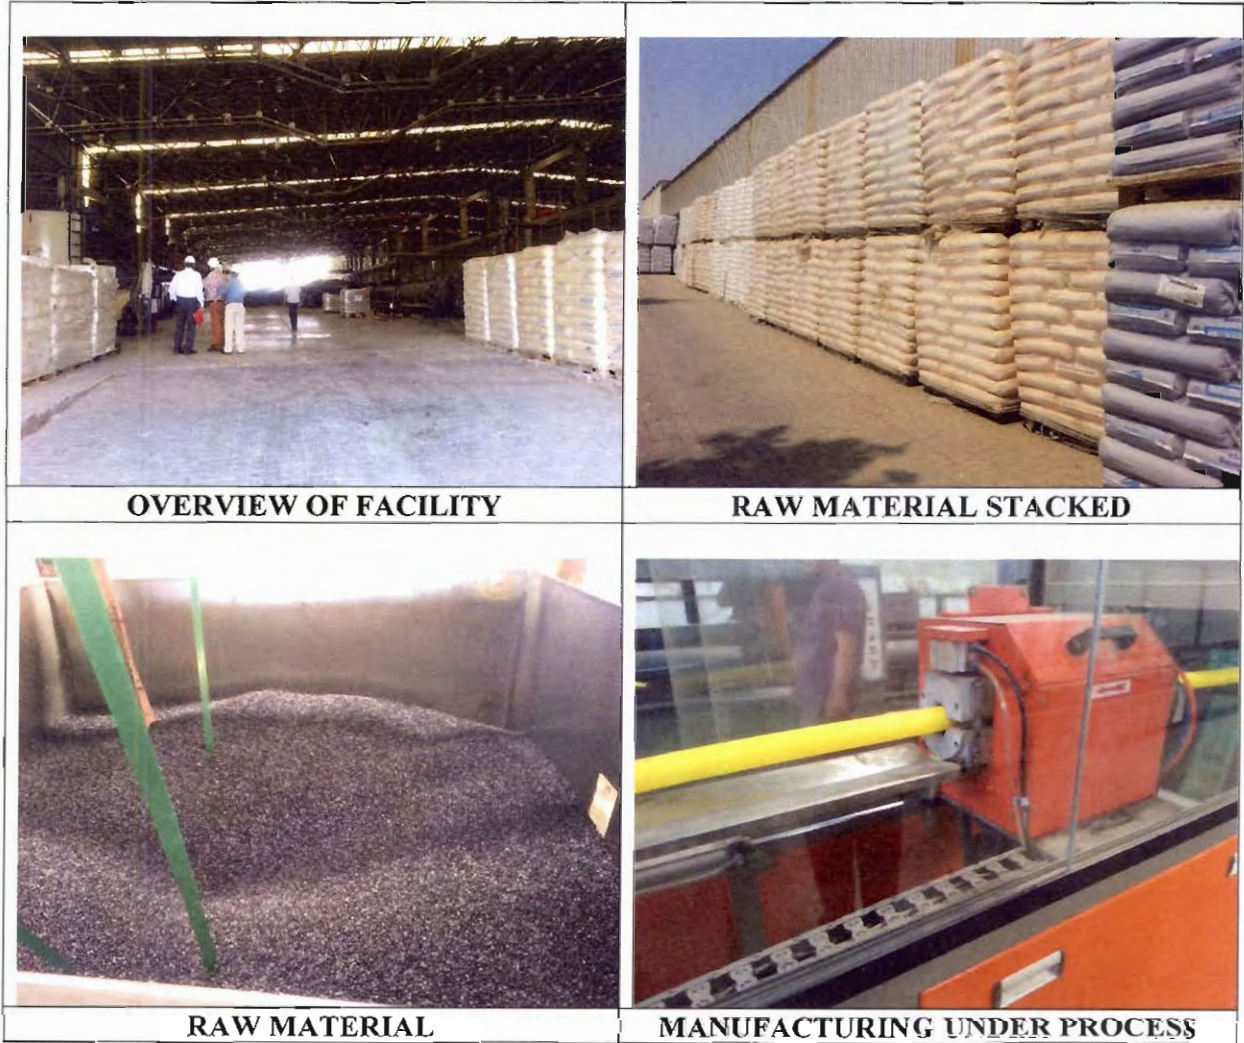 OVERVIEW OF FACILITY
RAW MATERIAL STACKED
RAW MATERIAL
MANUFACTURING UNDER PROCESS